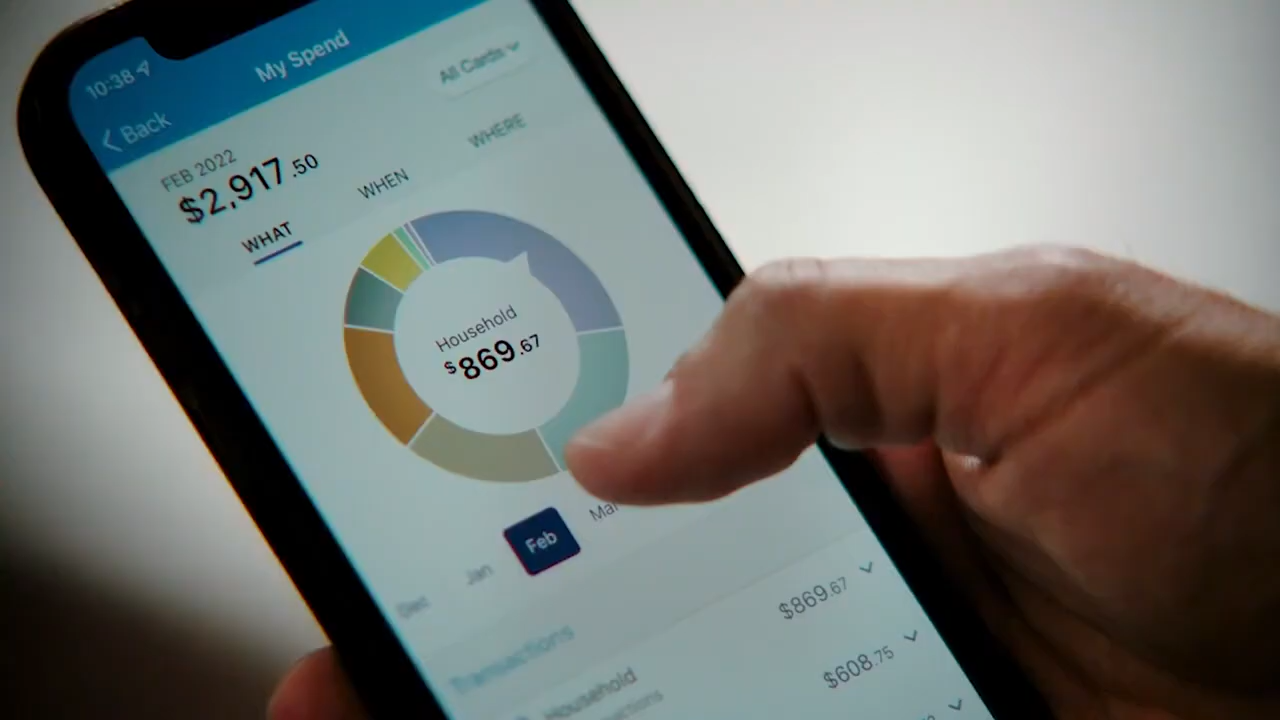 10:38
My Spend
Back
All Cards
FEB 2022
$2,917.50
WHAT
WHEN
WHERE
Household
$869.67
Jan
Feb
Transactions
$869.67
Household
$608.75